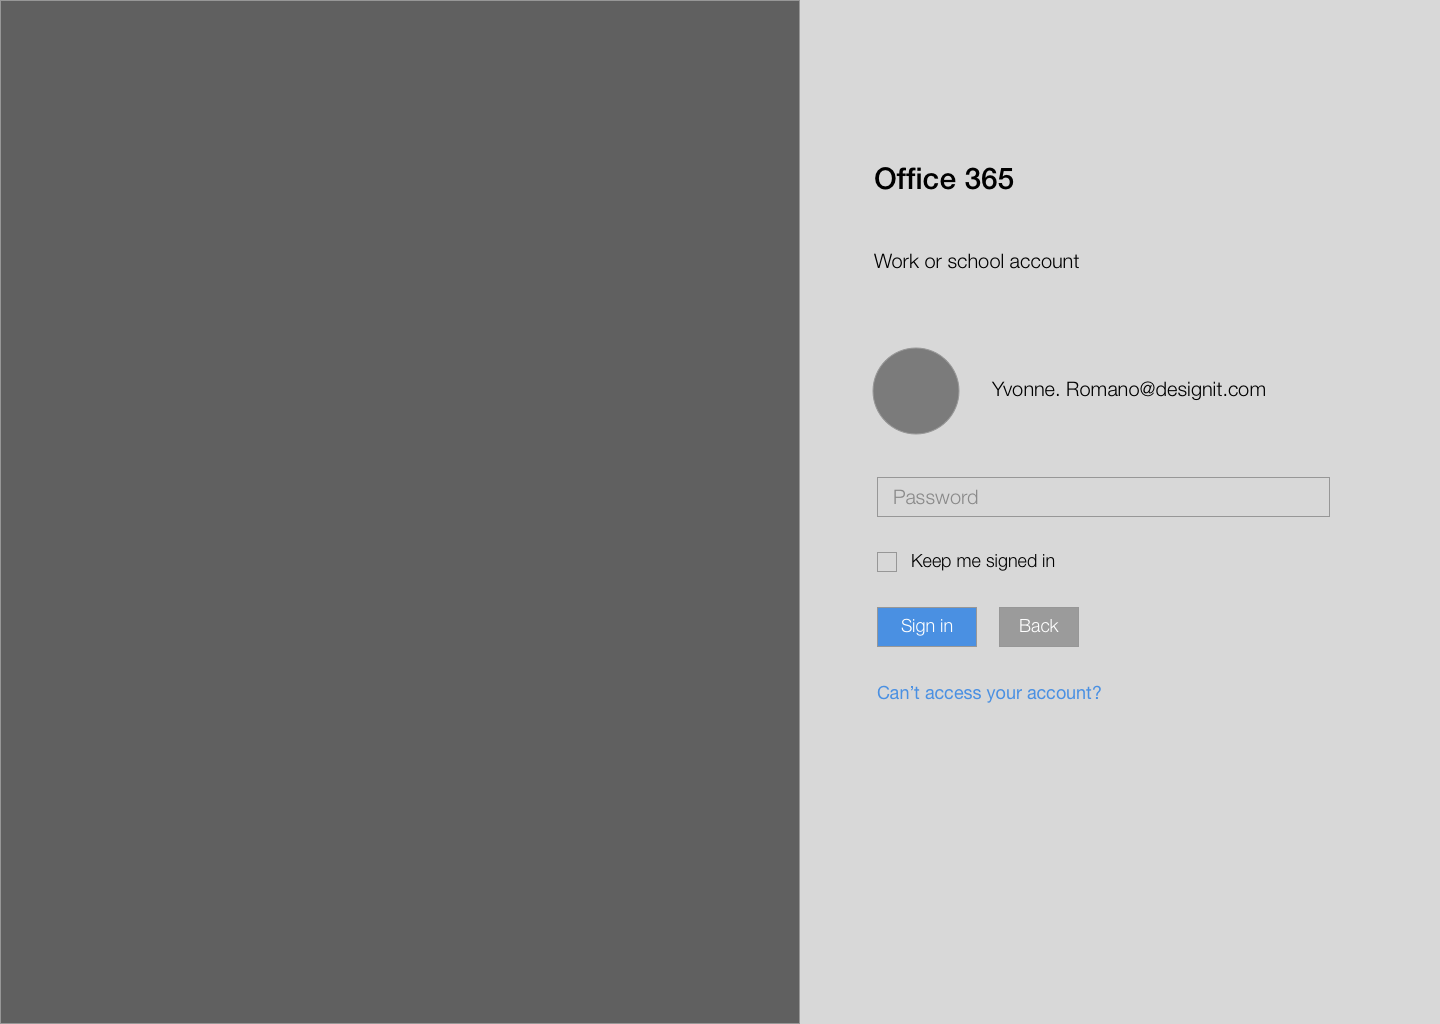 Office 365
Work or school account
Yvonne. Romano@designit.com
Password
Keep me signed in
Sign in
Back
Can’t access your account?